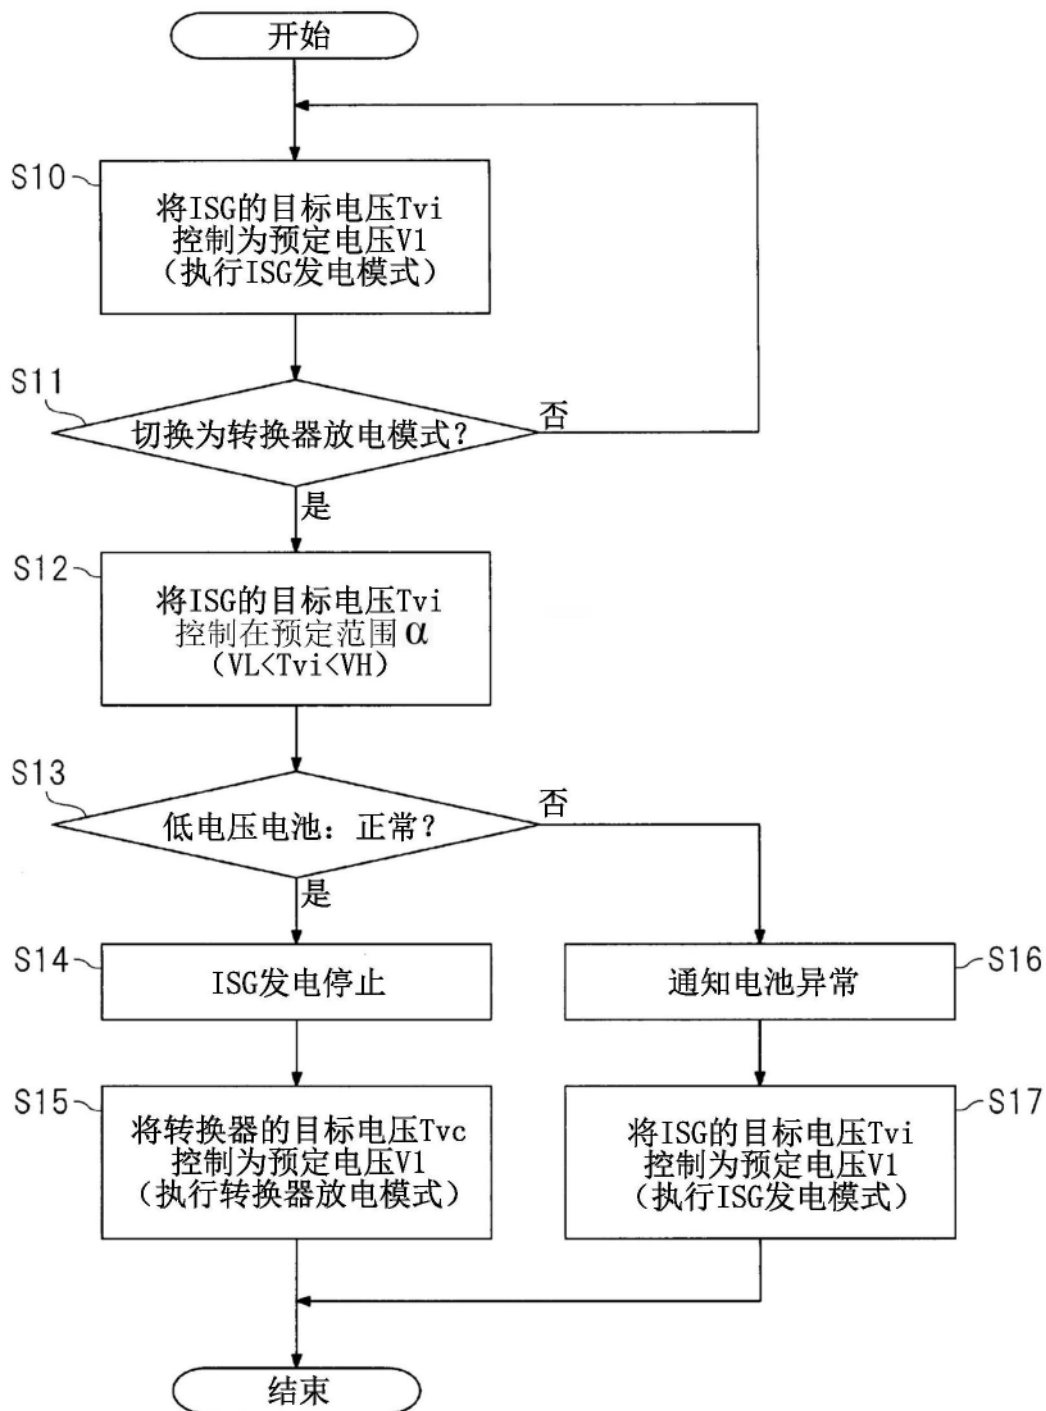 开始
S10
将ISG的目标电压Tvi
控制为预定电压V1
(执行ISG发电模式)
S11
切换为转换器放电模式?
否
是
S12
将ISG的目标电压Tvi
控制在预定范围α
(VL<Tvi<VH)
S13
低电压电池：正常?
否
是
S14
ISG发电停止
S16
通知电池异常
S15
将转换器的目标电压Tvc
控制为预定电压V1
(执行转换器放电模式)
S17
将ISG的目标电压Tvi
控制为预定电压V1
(执行ISG发电模式)
结束